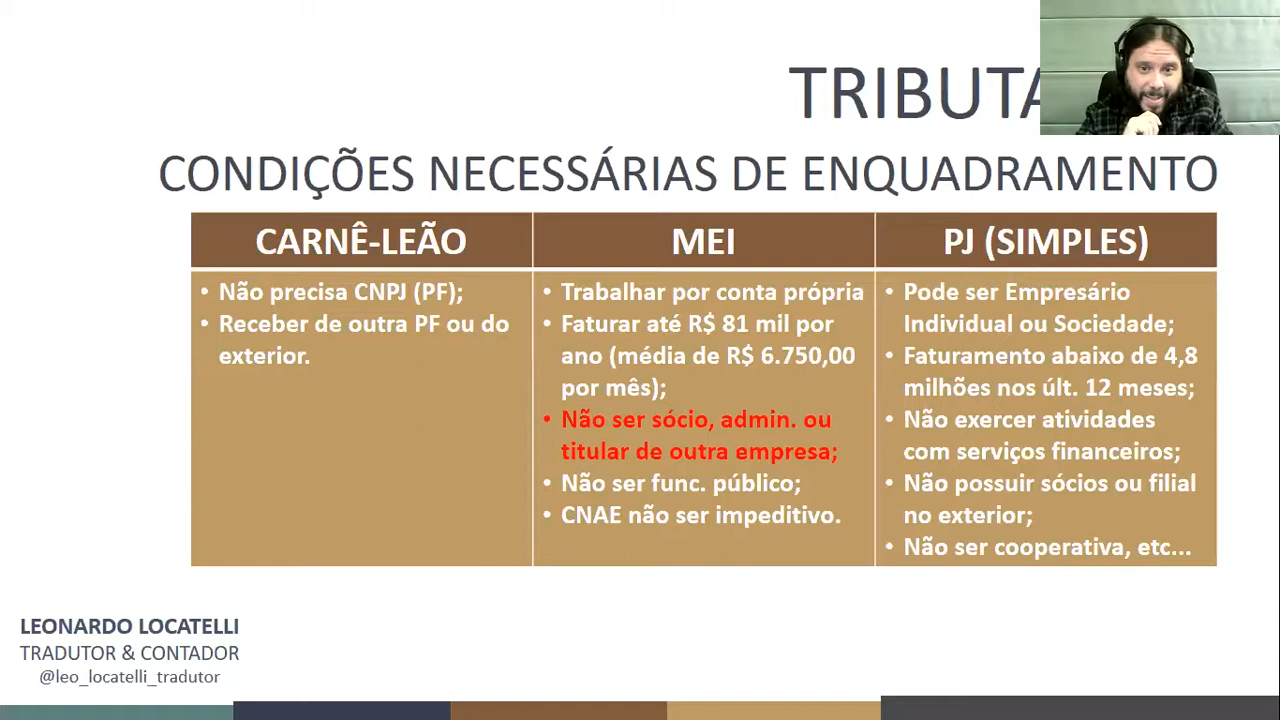 TRIBUTA
CONDIÇÕES NECESSÁRIAS DE ENQUADRAMENTO
CARNÊ-LEÃO
• Não precisa CNPJ (PF);
• Receber de outra PF ou do
exterior.
MEI
• Trabalhar por conta própria
• Faturar até R$ 81 mil por
ano (média de R$ 6.750,00
por mês);
• Não ser sócio, admin. ou
titular de outra empresa;
• Não ser func. público;
• CNAE não ser impeditivo.
PJ (SIMPLES)
• Pode ser Empresário
Individual ou Sociedade;
• Faturamento abaixo de 4,8
milhões nos últ. 12 meses;
• Não exercer atividades
com serviços financeiros;
• Não possuir sócios ou filial
no exterior;
• Não ser cooperativa, etc...
LEONARDO LOCATELLI
TRADUTOR & CONTADOR
@leo_locatelli_tradutor